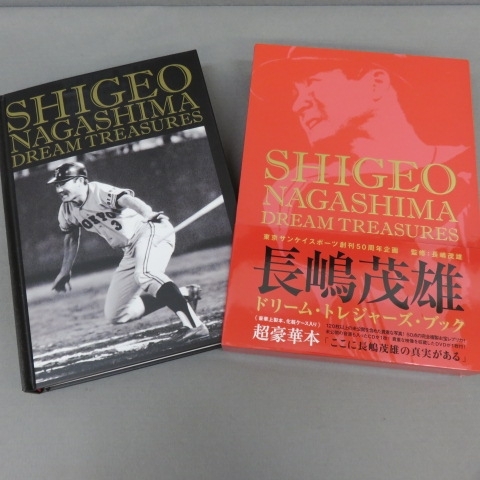 SHIGEO
NAGASHIMA
DREAM TREASURES
TOKYO
3
SHIGEO
NAGASHIMA
DREAM TREASURES
東京サンケイスポーツ創刊50周年企画 監修/長嶋茂雄
長嶋茂雄
ドリーム・トレジャーズ・ブック
超豪華本
「ここに長嶋茂雄の真実がある」